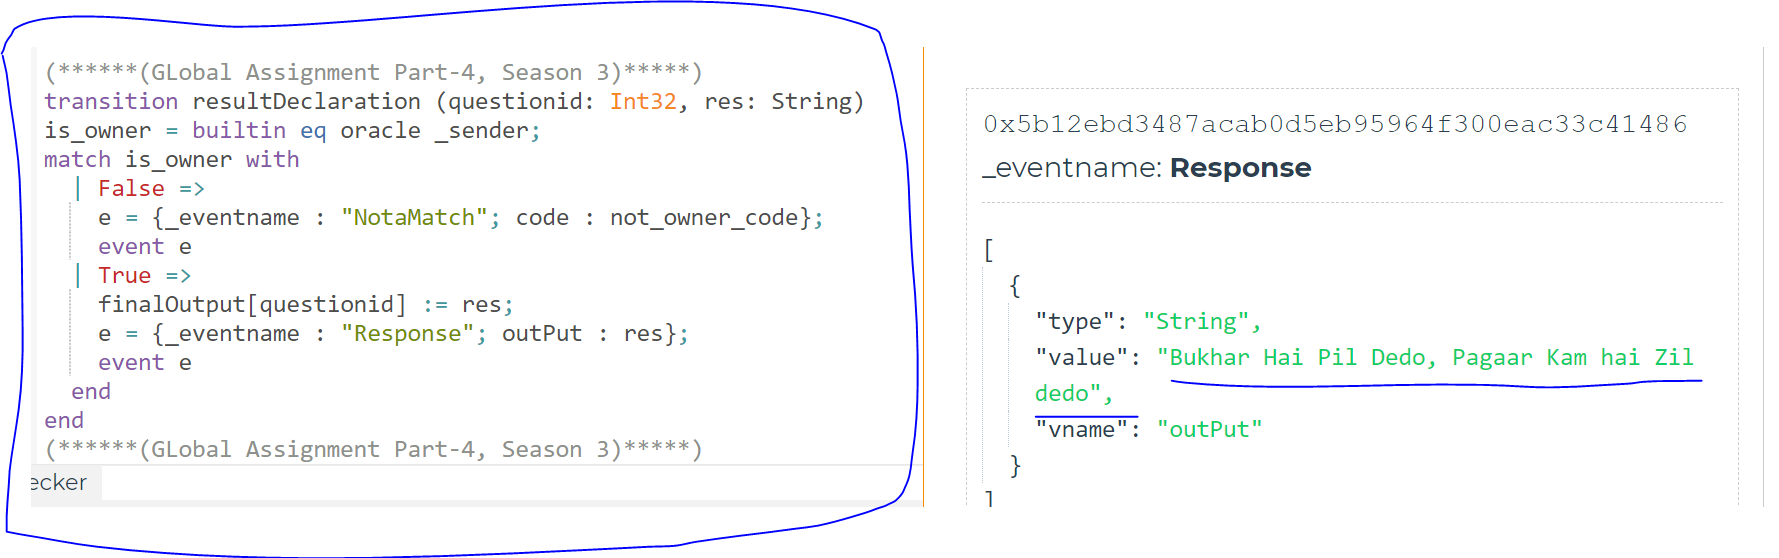 (******(GLobal Assignment Part-4, Season 3)*****)
transition resultDeclaration (questionid: Int32, res: String)
is_owner = builtin eq oracle _sender;
match is_owner with
| False =>
e = {_eventname : "NotaMatch"; code : not_owner_code};
event e
| True =>
finalOutput[questionid] := res;
e = {_eventname : "Response"; outPut : res};
event e
end
end
(******(GLobal Assignment Part-4, Season 3)*****)
ecker
0x5b12ebd3487acab0d5eb95964f300eac33c41486
_eventname: Response
[
{
"type": "String",
"value": "Bukhar Hai Pil Dedo, Pagaar Kam hai Zil
dedo",
"vname": "outPut"
}
]